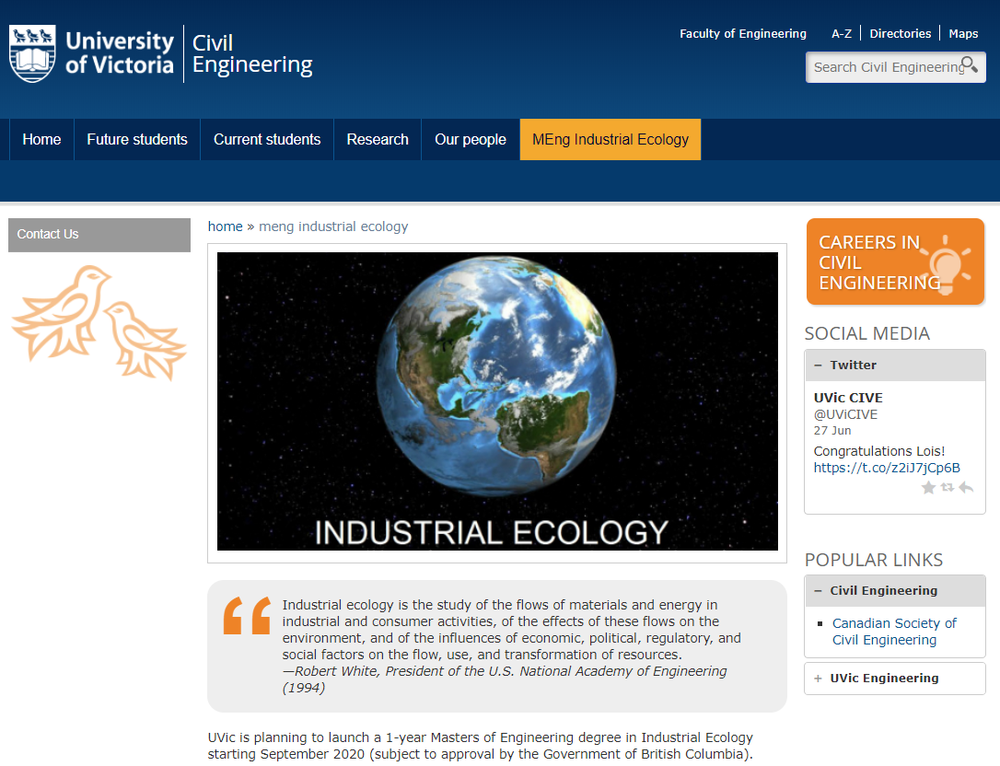 University
of Victoria
Civil
Engineering
Faculty of Engineering
A-Z
Directories
Maps
Search Civil Engineering
Home
Future students
Current students
Research
Our people
MEng Industrial Ecology
Contact Us
home » meng industrial ecology
INDUSTRIAL ECOLOGY
Industrial ecology is the study of the flows of materials and energy in
industrial and consumer activities, of the effects of these flows on the
environment, and of the influences of economic, political, regulatory, and
social factors on the flow, use, and transformation of resources.
—Robert White, President of the U.S. National Academy of Engineering
(1994)
UVic is planning to launch a 1-year Masters of Engineering degree in Industrial Ecology
starting September 2020 (subject to approval by the Government of British Columbia).
CAREERS IN
CIVIL
ENGINEERING
SOCIAL MEDIA
− Twitter
UVic CIVE
@UViCIVE
27 Jun
Congratulations Lois!
https://t.co/z2iJ7jCp6B
POPULAR LINKS
− Civil Engineering
Canadian Society of
Civil Engineering
+ UVic Engineering